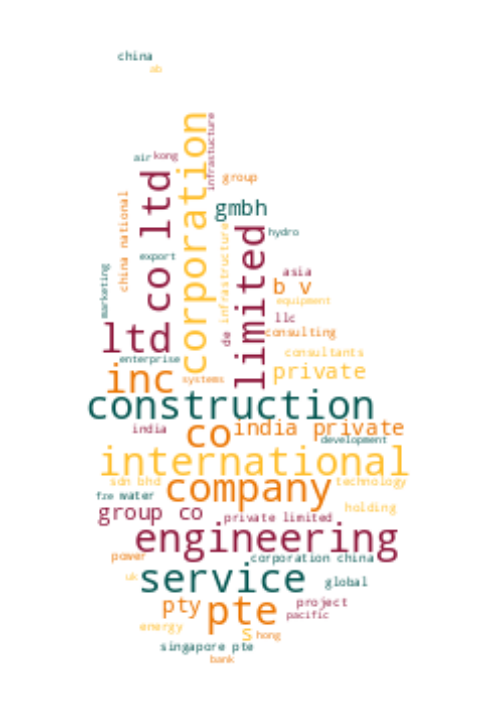 china
ab
corporation
infrastucture
air
kong
co ltd
group
china national
gmbh
infrastructure
limited
hydro
export
marketing
asia
b v
equipment
llc
de
ltd
consulting
enterprise
consultants
inc
systems
private
construction
india
co
india private
development
international
sdn bhd
company
technology
fze
water
group co
private limited
holding
engineering
power
corporation china
uk
service
global
pty
pte
project
pacific
energy
s
hong
singapore pte
bank